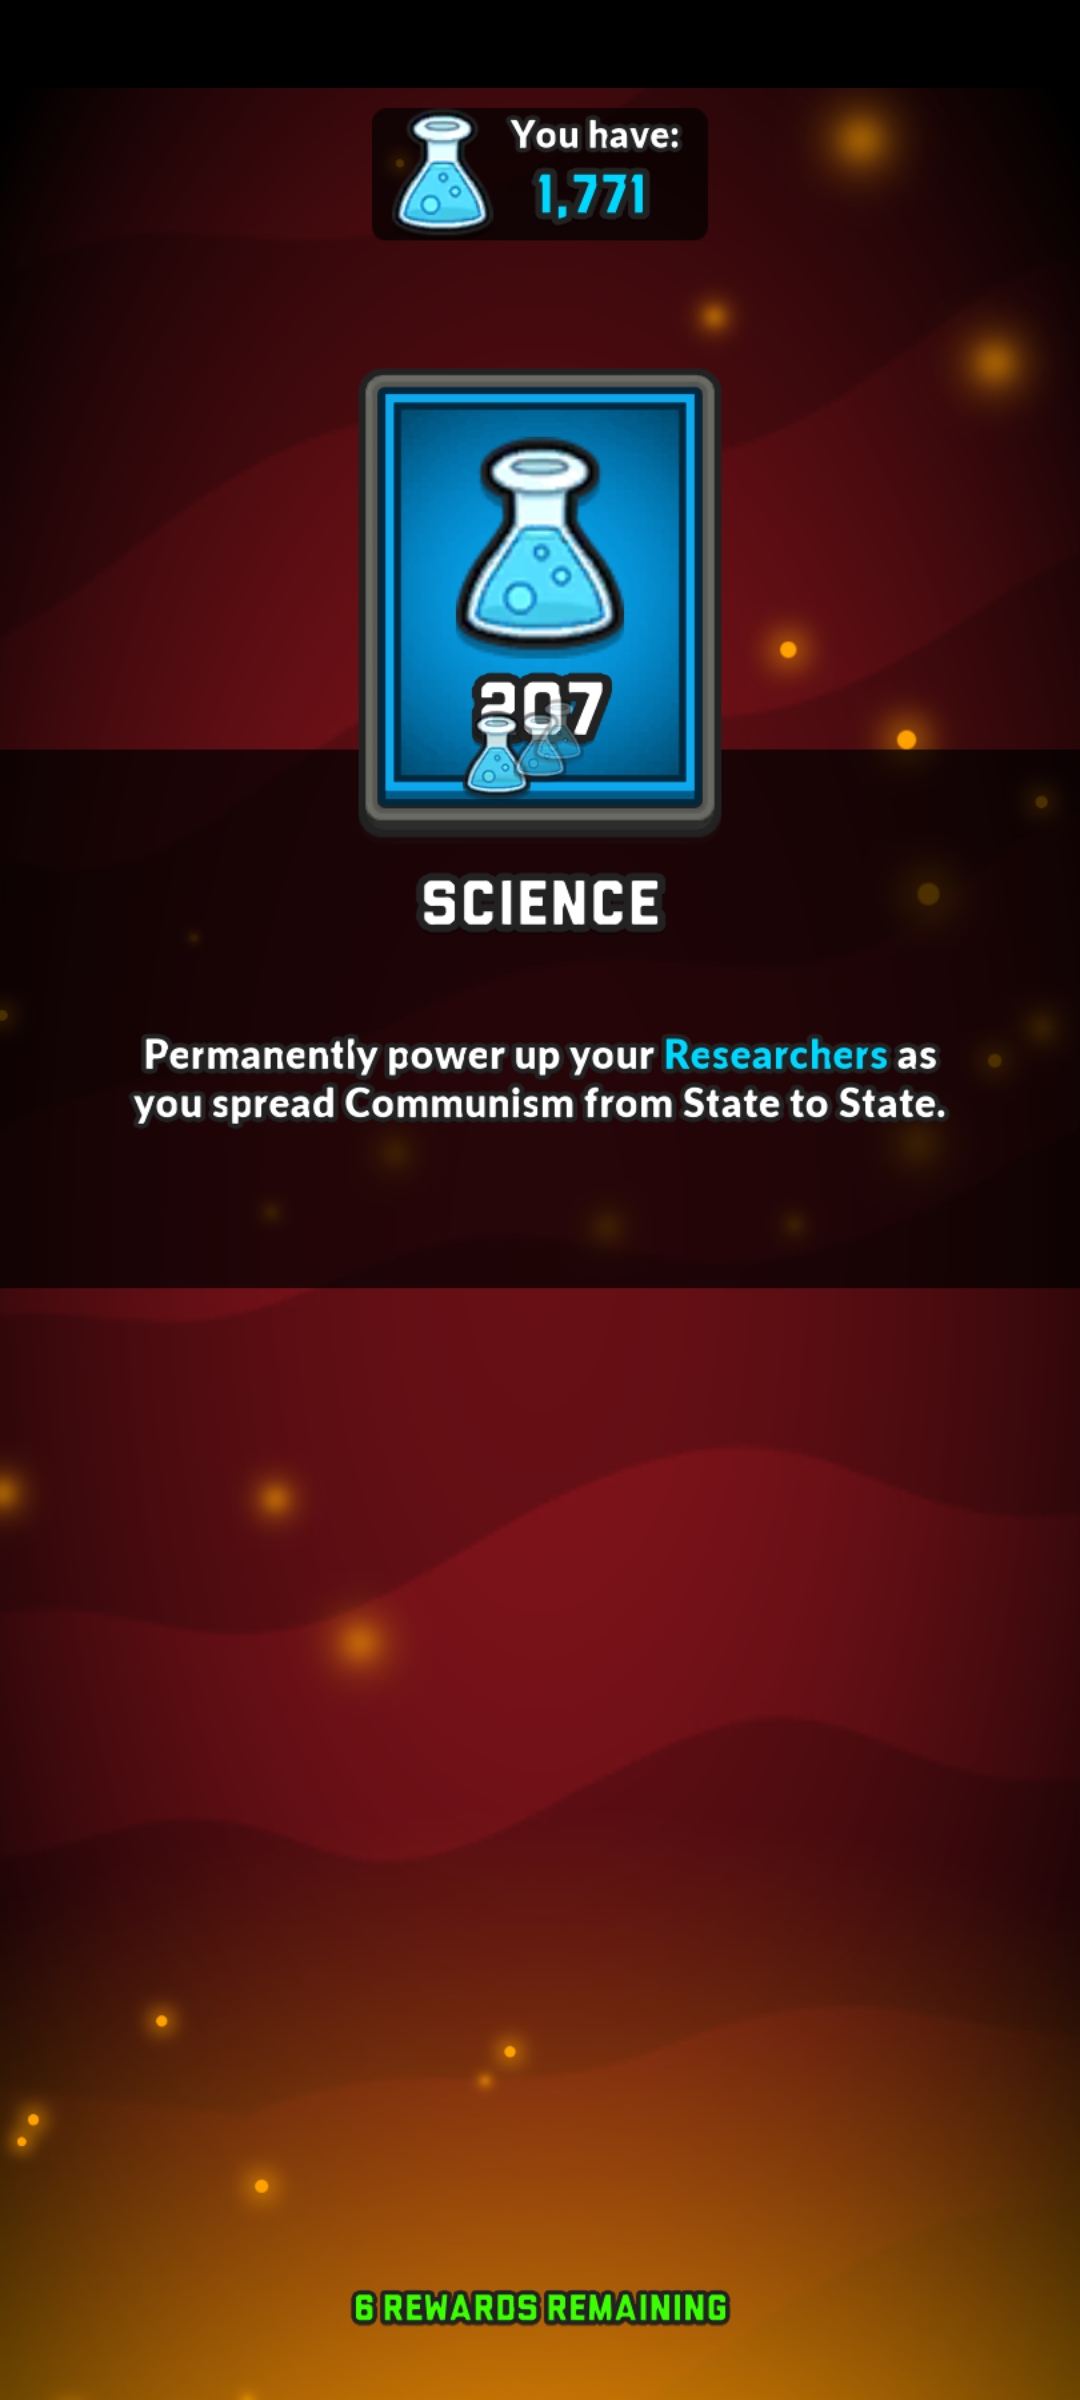 You have:
1,771
207
SCIENCE
Permanently power up your Researchers as
you spread Communism from State to State.
6 REWARDS REMAINING